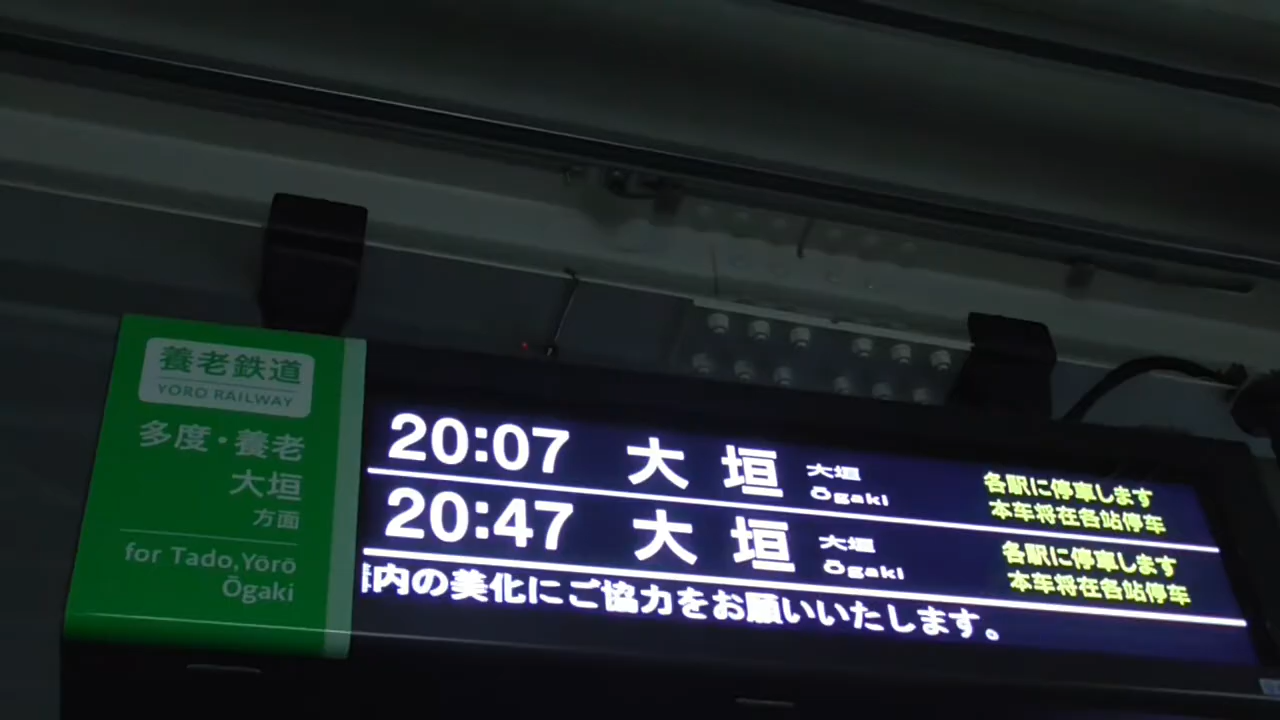 養老鉄道
YORO RAILWAY
多度・養老
大垣
方面
for Tado,Yōrō
Ōgaki
20:07 大垣 大垣 Ōgaki 各駅に停車します
本车将在各站停车
20:47 大垣 大垣 Ōgaki 各駅に停車します
本车将在各站停车
内の美化にご協力をお願いいたします。